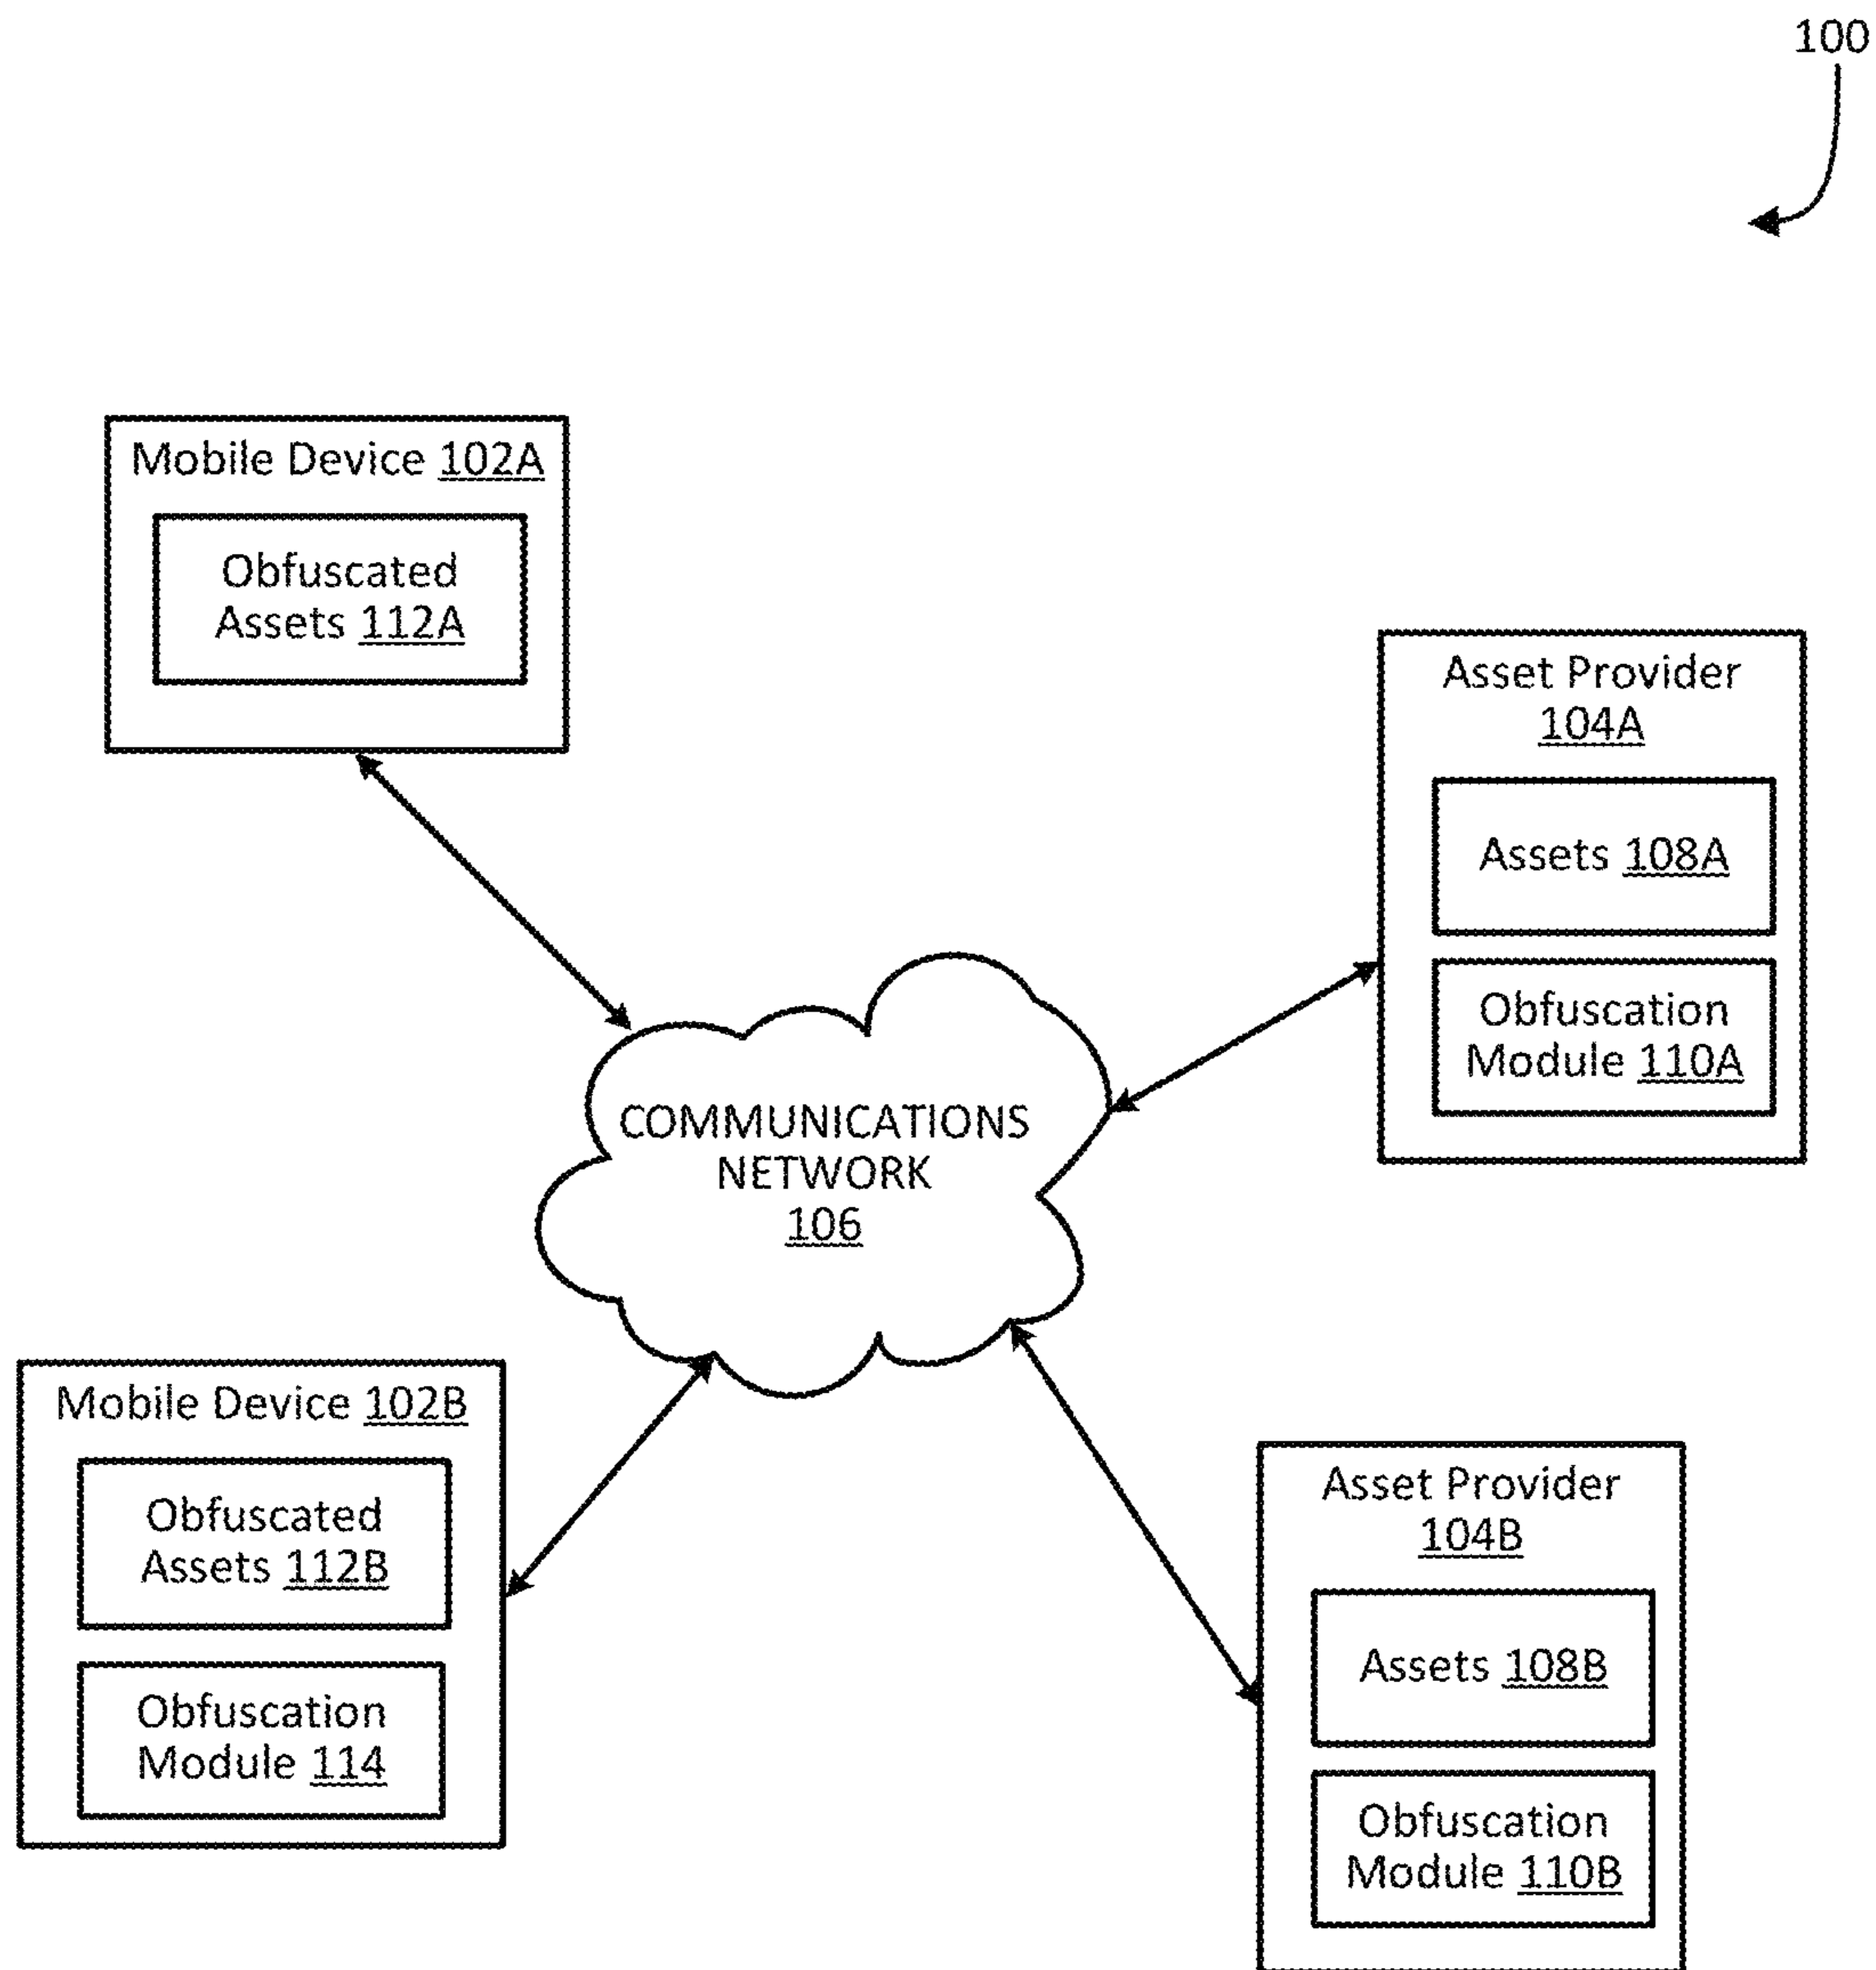 100
Mobile Device 102A
Obfuscated
Assets 112A
Asset Provider
104A
Assets 108A
Obfuscation
Module 110A
COMMUNICATIONS
NETWORK
106
Mobile Device 102B
Obfuscated
Assets 112B
Obfuscation
Module 114
Asset Provider
104B
Assets 108B
Obfuscation
Module 110B